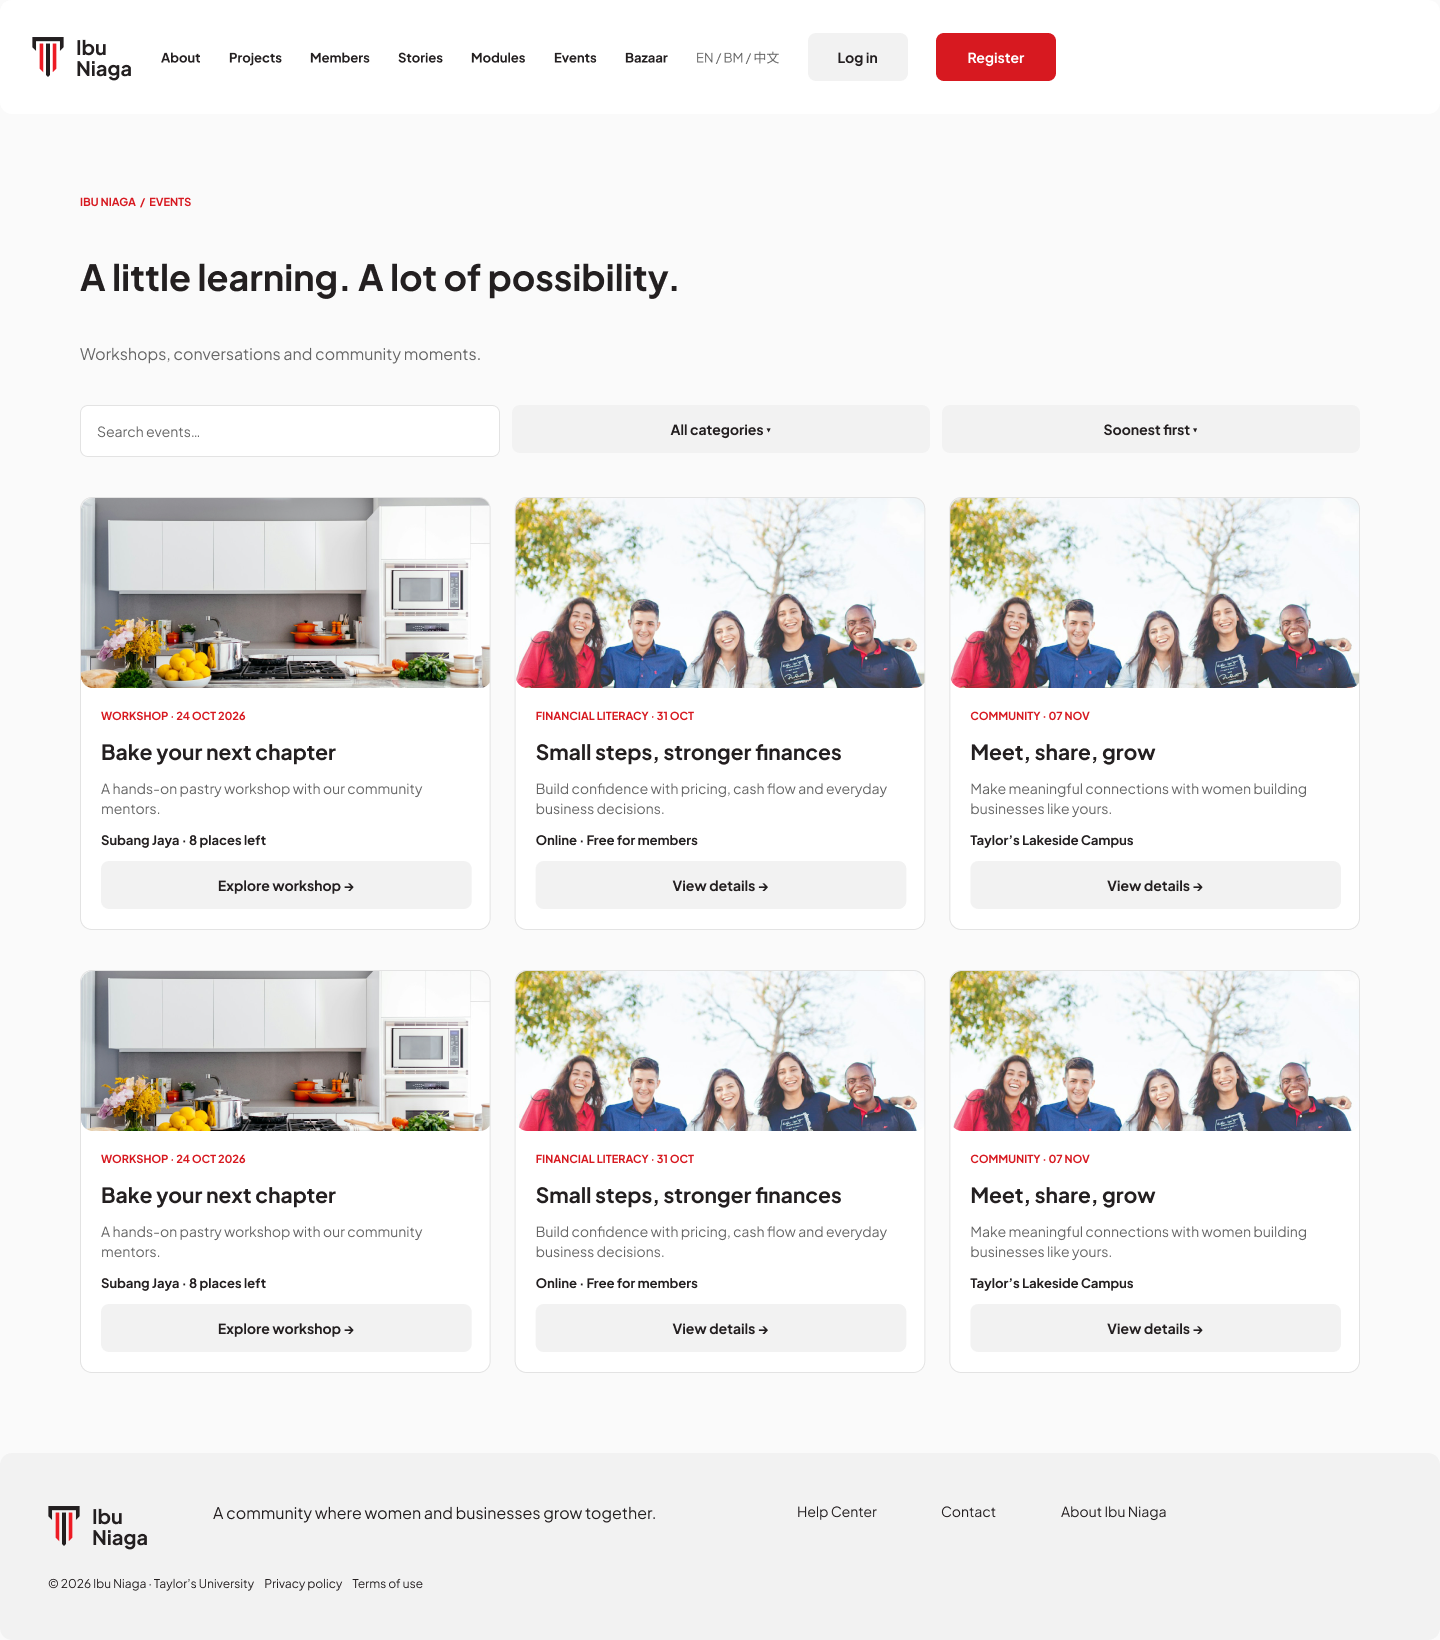 Ibu
Niaga
About Projects Members Stories Modules Events Bazaar EN / BM / 中文 Log in Register
IBU NIAGA / EVENTS
A little learning. A lot of possibility.
Workshops, conversations and community moments.
Search events…
All categories ▾
Soonest first ▾
WORKSHOP · 24 OCT 2026
Bake your next chapter
A hands-on pastry workshop with our community
mentors.
Subang Jaya · 8 places left
Explore workshop →
FINANCIAL LITERACY · 31 OCT
Small steps, stronger finances
Build confidence with pricing, cash flow and everyday
business decisions.
Online · Free for members
View details →
COMMUNITY · 07 NOV
Meet, share, grow
Make meaningful connections with women building
businesses like yours.
Taylor’s Lakeside Campus
View details →
WORKSHOP · 24 OCT 2026
Bake your next chapter
A hands-on pastry workshop with our community
mentors.
Subang Jaya · 8 places left
Explore workshop →
FINANCIAL LITERACY · 31 OCT
Small steps, stronger finances
Build confidence with pricing, cash flow and everyday
business decisions.
Online · Free for members
View details →
COMMUNITY · 07 NOV
Meet, share, grow
Make meaningful connections with women building
businesses like yours.
Taylor’s Lakeside Campus
View details →
Ibu
Niaga
A community where women and businesses grow together.
Help Center Contact About Ibu Niaga
© 2026 Ibu Niaga · Taylor’s University Privacy policy Terms of use